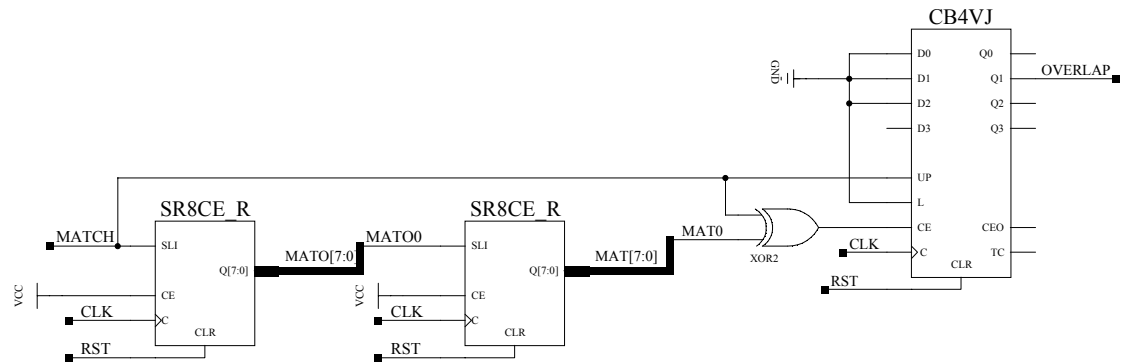 CB4VJ
D0
Q0
GND
D1
Q1
OVERLAP
D2
Q2
D3
Q3
UP
SR8CE_R
SR8CE_R
L
MATCH
SLI
MATO0
SLI
MAT0
CE
CEO
MATO[7:0]
MAT[7:0]
XOR2
CLK
C
TC
Q[7:0]
Q[7:0]
CLR
VCC
CE
VCC
CE
RST
CLK
C
CLK
C
CLR
CLR
RST
RST